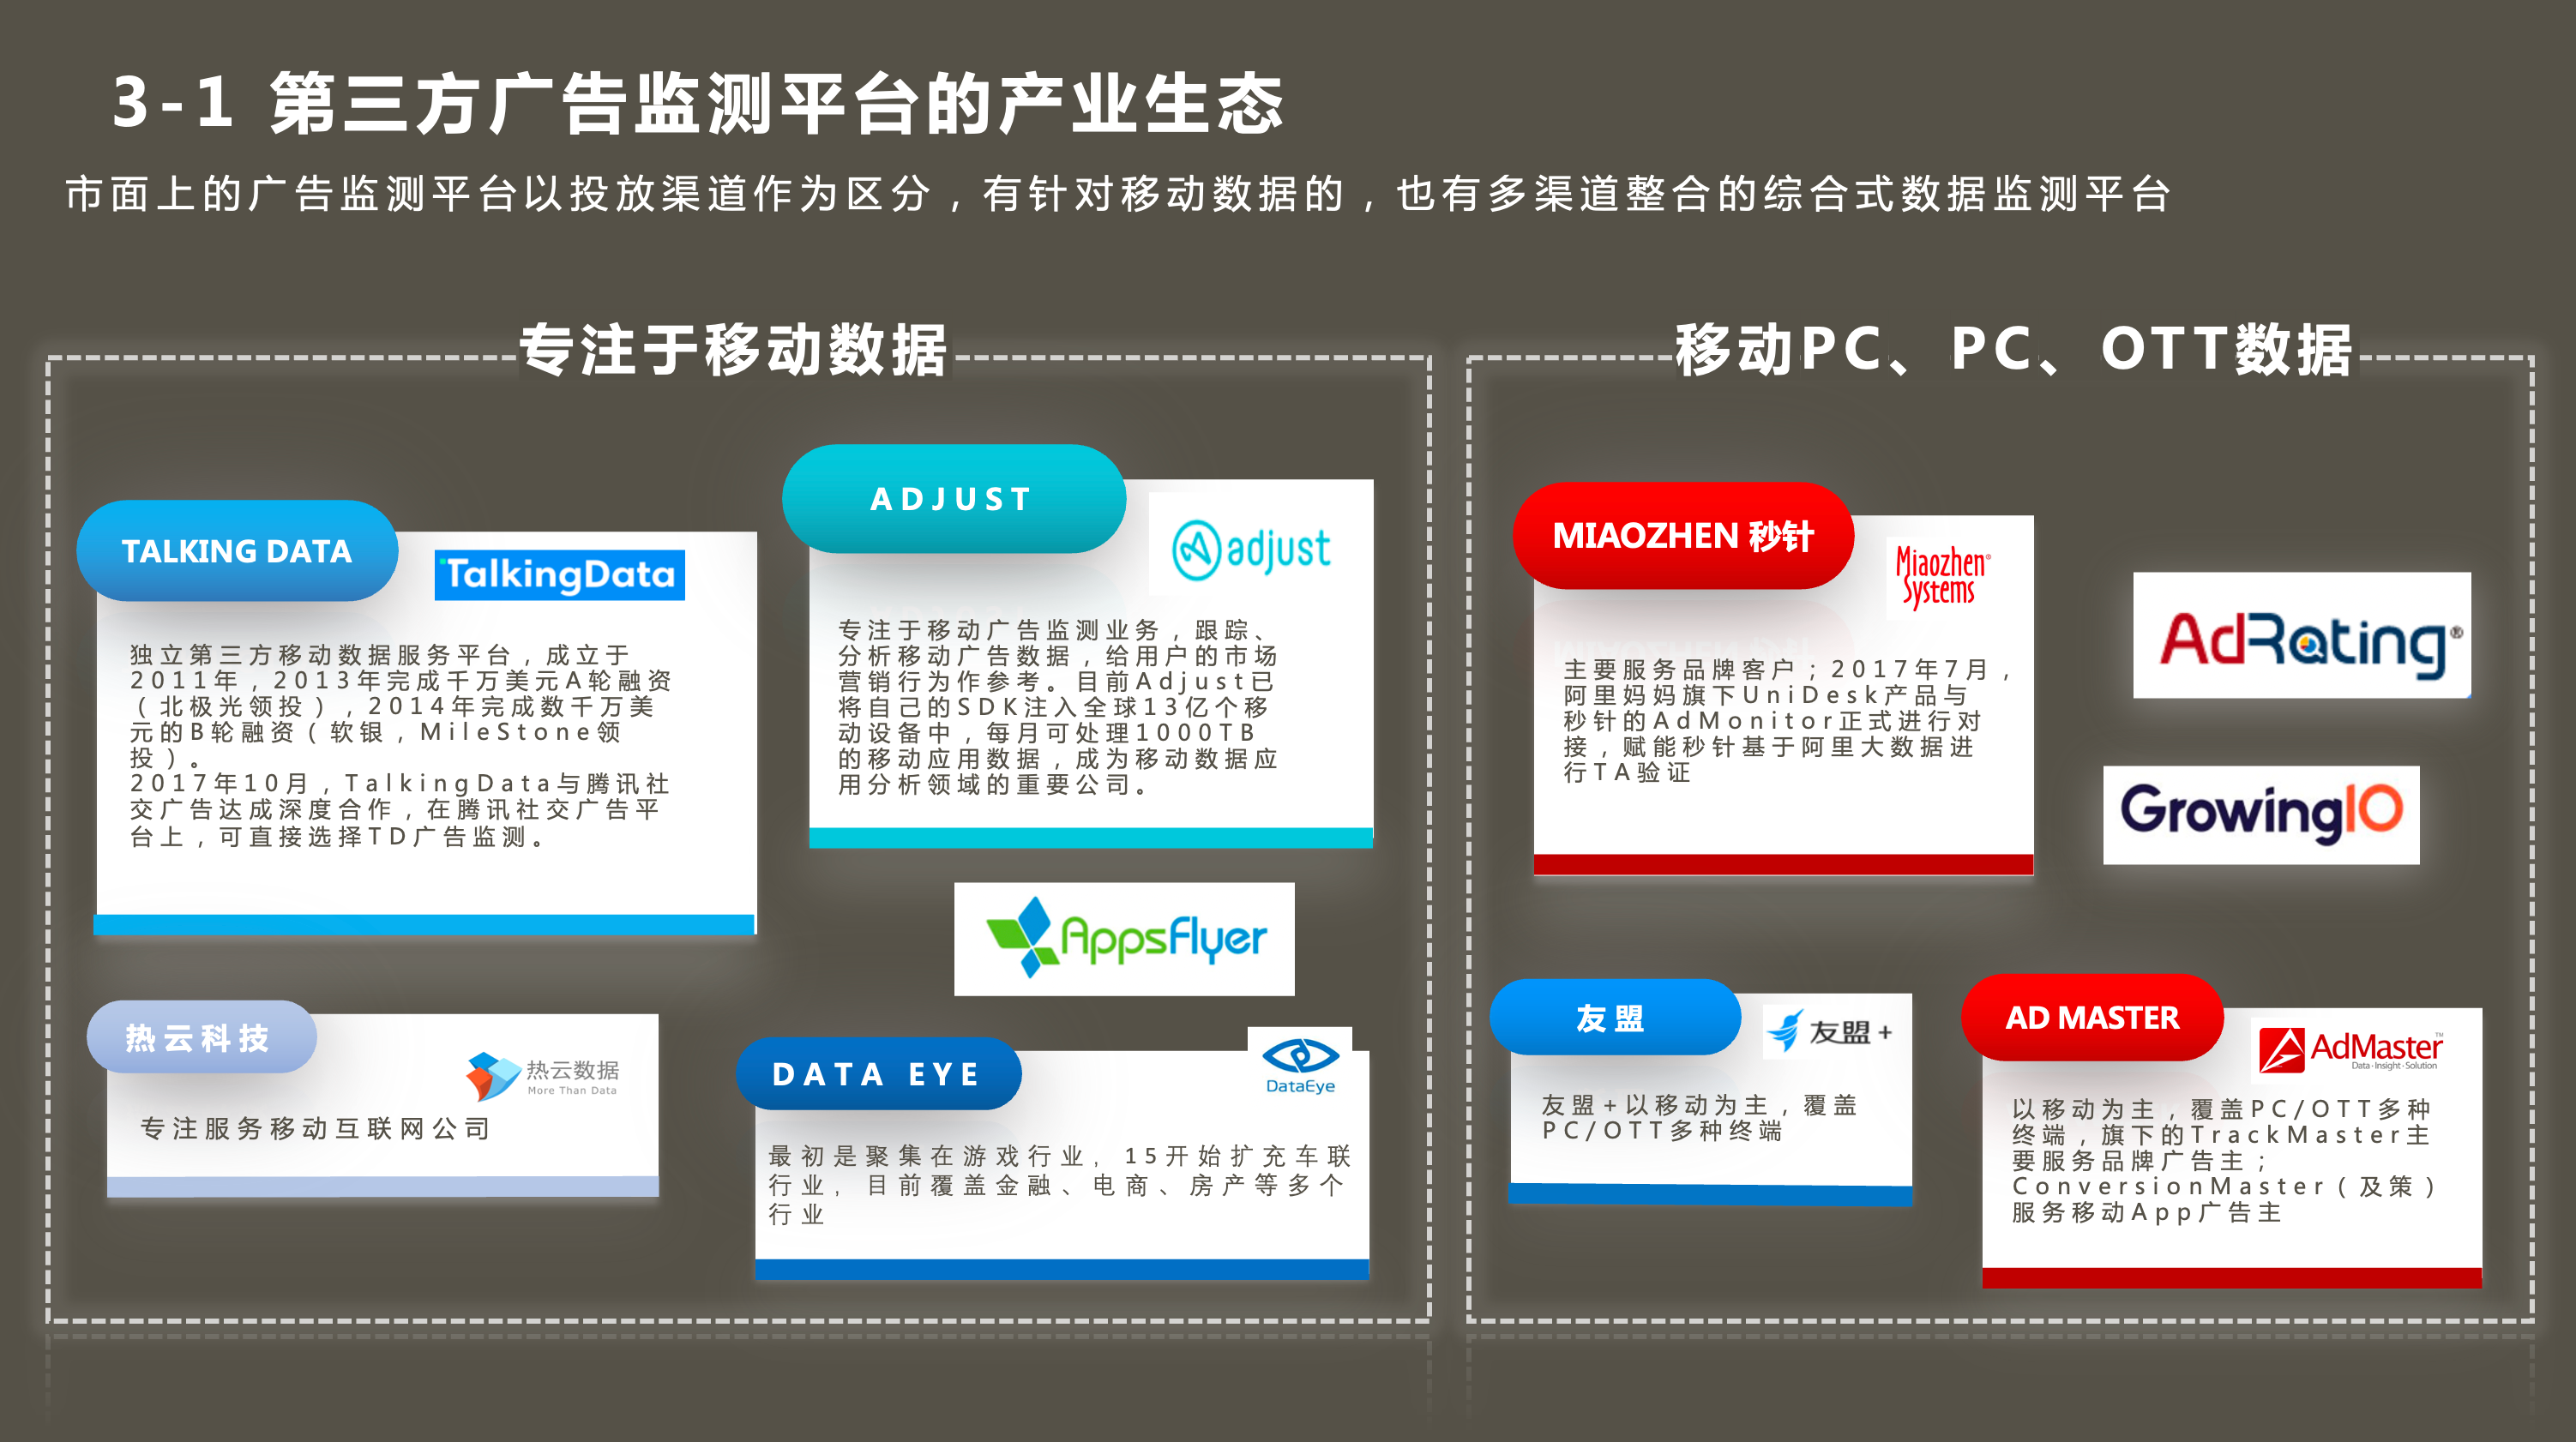 3-1 第三方广告监测平台的产业生态
市面上的广告监测平台以投放渠道作为区分，有针对移动数据的，也有多渠道整合的综合式数据监测平台
专注于移动数据
TALKING DATA
TalkingData
独立第三方移动数据服务平台，成立于
2011年，2013年完成千万美元A轮融资
（北极光领投），2014年完成数千万美
元的B轮融资（软银，MileStone领
投）。
2017年10月，TalkingData与腾讯社
交广告达成深度合作，在腾讯社交广告平
台上，可直接选择TD广告监测。
ADJUST
adjust
专注于移动广告监测业务，跟踪、
分析移动广告数据，给用户的市场
营销行为作参考。目前Adjust已
将自己的SDK注入全球13亿个移
动设备中，每月可处理1000TB
的移动应用数据，成为移动数据应
用分析领域的重要公司。
AppsFlyer
热云科技
热云数据
More Than Data
专注服务移动互联网公司
DATA EYE
DataEye
最初是聚集在游戏行业，15开始扩充车联
行业，目前覆盖金融、电商、房产等多个
行业
移动PC、PC、OTT数据
MIAOZHEN 秒针
Miaozhen®
Systems
主要服务品牌客户；2017年7月，
阿里妈妈旗下UniDesk产品与
秒针的AdMonitor正式进行对
接，赋能秒针基于阿里大数据进
行TA验证
AdRating®
GrowingIO
友盟
友盟+
友盟+以移动为主，覆盖
PC/OTT多种终端
AD MASTER
AdMaster™
Data·Insight·Solution
以移动为主，覆盖PC/OTT多种
终端，旗下的TrackMaster主
要服务品牌广告主；
ConversionMaster（及策）
服务移动App广告主